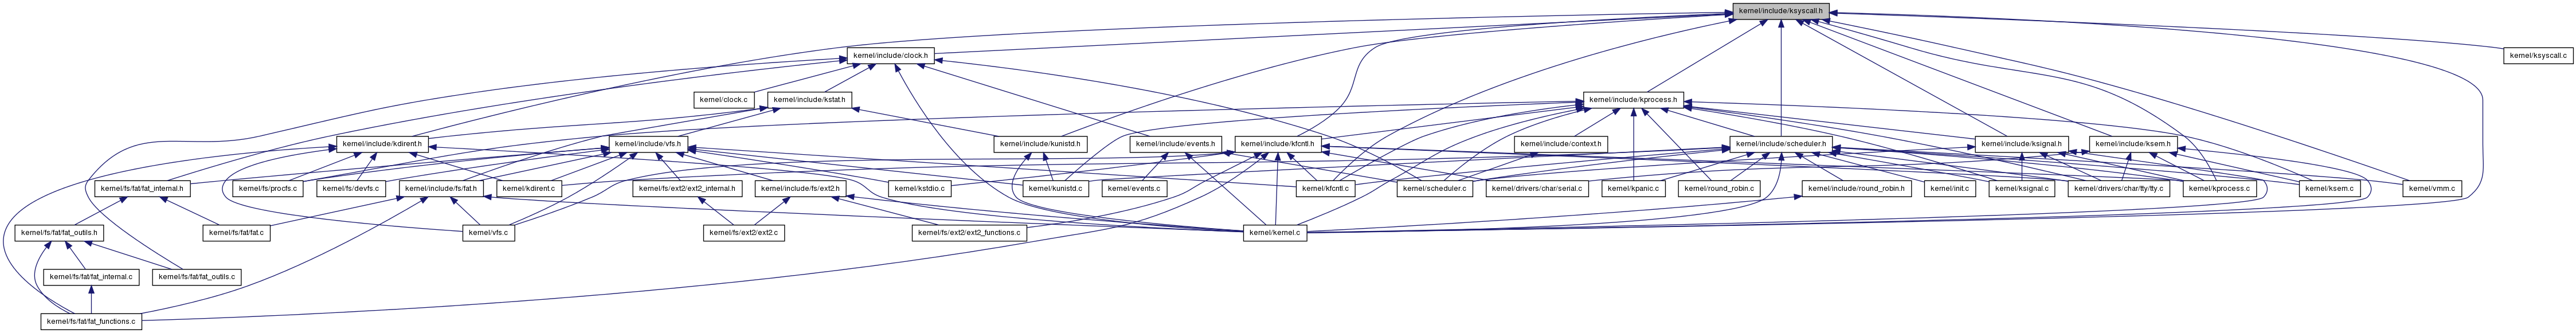 kernel/include/ksyscall.h
kernel/include/clock.h
kernel/ksyscall.c
kernel/clock.c
kernel/include/kstat.h
kernel/include/kprocess.h
kernel/include/kdirent.h
kernel/include/vfs.h
kernel/include/kunistd.h
kernel/include/events.h
kernel/include/kfcntl.h
kernel/include/context.h
kernel/include/scheduler.h
kernel/include/ksignal.h
kernel/include/ksem.h
kernel/fs/fat/fat_internal.h
kernel/fs/procfs.c
kernel/fs/devfs.c
kernel/include/fs/fat.h
kernel/kdirent.c
kernel/fs/ext2/ext2_internal.h
kernel/include/fs/ext2.h
kernel/kstdio.c
kernel/kunistd.c
kernel/events.c
kernel/kfcntl.c
kernel/scheduler.c
kernel/drivers/char/serial.c
kernel/kpanic.c
kernel/round_robin.c
kernel/include/round_robin.h
kernel/init.c
kernel/ksignal.c
kernel/drivers/char/tty/tty.c
kernel/kprocess.c
kernel/ksem.c
kernel/vmm.c
kernel/fs/fat/fat_outils.h
kernel/fs/fat/fat.c
kernel/vfs.c
kernel/fs/ext2/ext2.c
kernel/fs/ext2/ext2_functions.c
kernel/kernel.c
kernel/fs/fat/fat_internal.c
kernel/fs/fat/fat_outils.c
kernel/fs/fat/fat_functions.c